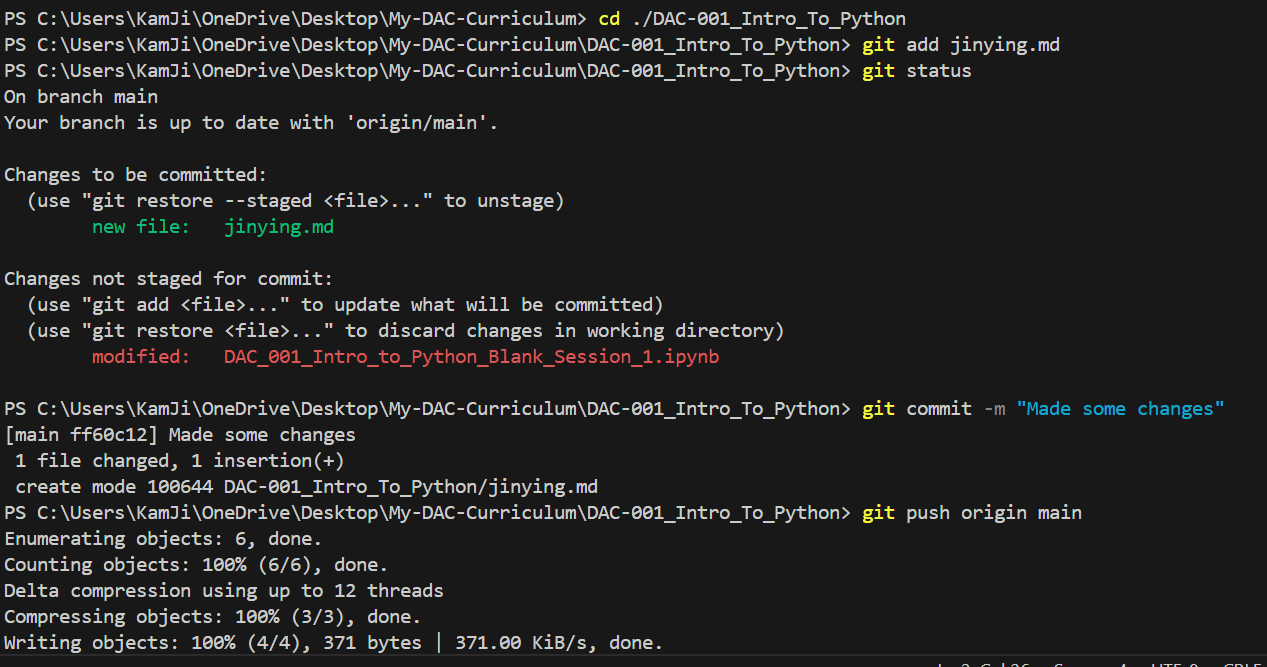 PS C:\Users\KamJi\OneDrive\Desktop\My-DAC-Curriculum> cd ./DAC-001_Intro_To_Python
PS C:\Users\KamJi\OneDrive\Desktop\My-DAC-Curriculum\DAC-001_Intro_To_Python> git add jinying.md
PS C:\Users\KamJi\OneDrive\Desktop\My-DAC-Curriculum\DAC-001_Intro_To_Python> git status
On branch main
Your branch is up to date with 'origin/main'.

Changes to be committed:
  (use "git restore --staged <file>..." to unstage)
        new file:   jinying.md

Changes not staged for commit:
  (use "git add <file>..." to update what will be committed)
  (use "git restore <file>..." to discard changes in working directory)
        modified:   DAC_001_Intro_to_Python_Blank_Session_1.ipynb

PS C:\Users\KamJi\OneDrive\Desktop\My-DAC-Curriculum\DAC-001_Intro_To_Python> git commit -m "Made some changes"
[main ff60c12] Made some changes
 1 file changed, 1 insertion(+)
 create mode 100644 DAC-001_Intro_To_Python/jinying.md
PS C:\Users\KamJi\OneDrive\Desktop\My-DAC-Curriculum\DAC-001_Intro_To_Python> git push origin main
Enumerating objects: 6, done.
Counting objects: 100% (6/6), done.
Delta compression using up to 12 threads
Compressing objects: 100% (3/3), done.
Writing objects: 100% (4/4), 371 bytes | 371.00 KiB/s, done.